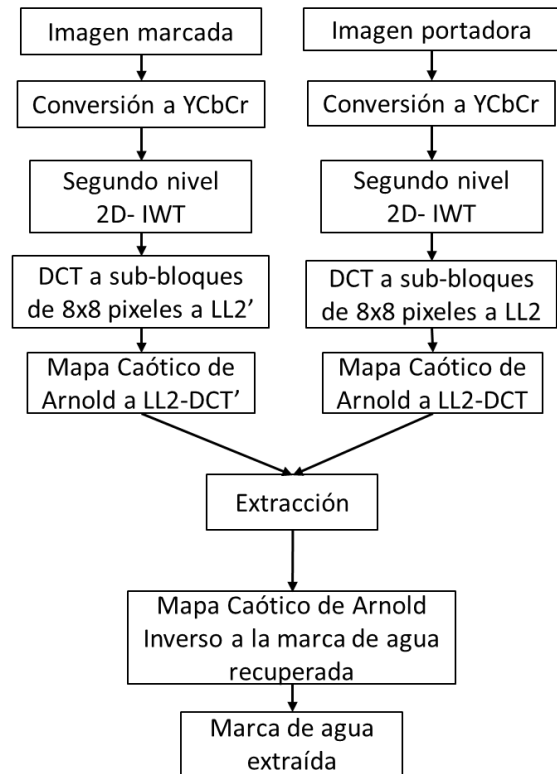 Imagen marcada
Conversión a YCbCr
Segundo nivel
2D- IWT
DCT a sub-bloques
de 8x8 pixeles a LL2’
Mapa Caótico de
Arnold a LL2-DCT’
Imagen portadora
Conversión a YCbCr
Segundo nivel
2D- IWT
DCT a sub-bloques
de 8x8 pixeles a LL2
Mapa Caótico de
Arnold a LL2-DCT
Extracción
Mapa Caótico de Arnold
Inverso a la marca de agua
recuperada
Marca de agua
extraída